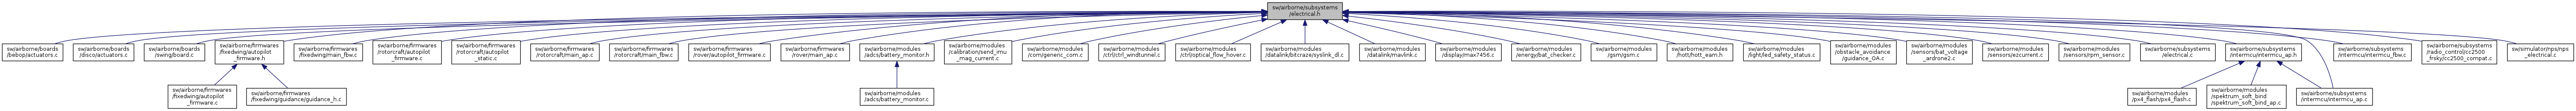 sw/airborne/subsystems
/electrical.h
sw/airborne/boards
/bebop/actuators.c
sw/airborne/boards
/disco/actuators.c
sw/airborne/boards
/swing/board.c
sw/airborne/firmwares
/fixedwing/autopilot
_firmware.h
sw/airborne/firmwares
/fixedwing/main_fbw.c
sw/airborne/firmwares
/rotorcraft/autopilot
_firmware.c
sw/airborne/firmwares
/rotorcraft/autopilot
_static.c
sw/airborne/firmwares
/rotorcraft/main_ap.c
sw/airborne/firmwares
/rotorcraft/main_fbw.c
sw/airborne/firmwares
/rover/autopilot_firmware.c
sw/airborne/firmwares
/rover/main_ap.c
sw/airborne/modules
/adcs/battery_monitor.h
sw/airborne/modules
/calibration/send_imu
_mag_current.c
sw/airborne/modules
/com/generic_com.c
sw/airborne/modules
/ctrl/ctrl_windtunnel.c
sw/airborne/modules
/ctrl/optical_flow_hover.c
sw/airborne/modules
/datalink/bitcraze/syslink_dl.c
sw/airborne/modules
/datalink/mavlink.c
sw/airborne/modules
/display/max7456.c
sw/airborne/modules
/energy/bat_checker.c
sw/airborne/modules
/gsm/gsm.c
sw/airborne/modules
/hott/hott_eam.h
sw/airborne/modules
/light/led_safety_status.c
sw/airborne/modules
/obstacle_avoidance
/guidance_OA.c
sw/airborne/modules
/sensors/bat_voltage
_ardrone2.c
sw/airborne/modules
/sensors/ezcurrent.c
sw/airborne/modules
/sensors/rpm_sensor.c
sw/airborne/subsystems
/electrical.c
sw/airborne/subsystems
/intermcu/intermcu_ap.h
sw/airborne/subsystems
/intermcu/intermcu_fbw.c
sw/airborne/subsystems
/radio_control/cc2500
_frsky/cc2500_compat.c
sw/simulator/nps/nps
_electrical.c
sw/airborne/firmwares
/fixedwing/autopilot
_firmware.c
sw/airborne/firmwares
/fixedwing/guidance/guidance_h.c
sw/airborne/modules
/adcs/battery_monitor.c
sw/airborne/modules
/px4_flash/px4_flash.c
sw/airborne/modules
/spektrum_soft_bind
/spektrum_soft_bind_ap.c
sw/airborne/subsystems
/intermcu/intermcu_ap.c